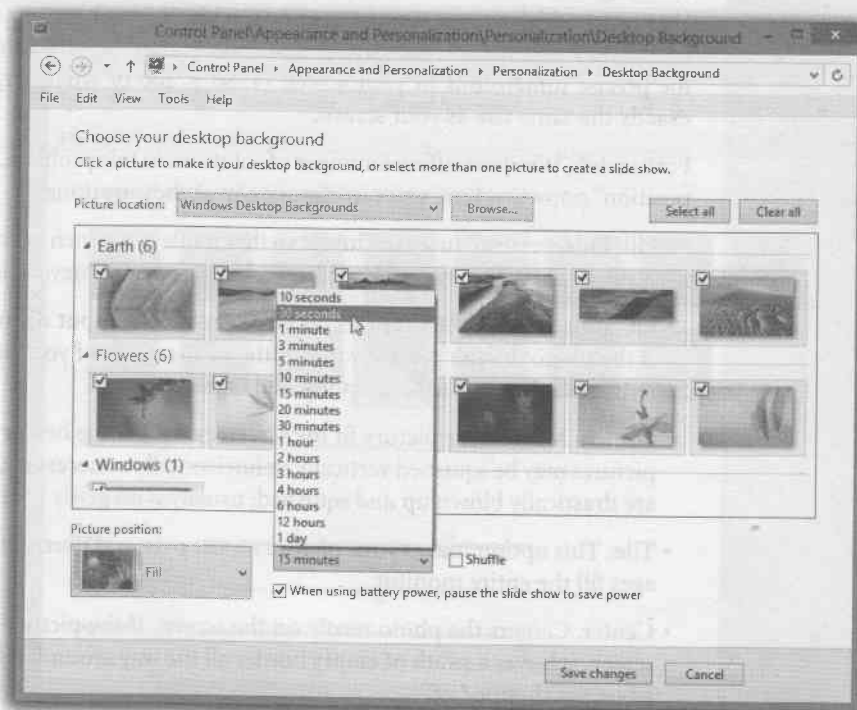 Control Panel\Appearance and Personalization\Personalization\Desktop Background
Control Panel Appearance and Personalization Personalization Desktop Background
File Edit View Tools Help
Choose your desktop background
Click a picture to make it your desktop background, or select more than one picture to create a slide show.
Picture location: Windows Desktop Backgrounds Browse... Select all Clear all
Earth (6)
10 seconds
30 seconds
1 minute
3 minutes
5 minutes
Flowers (6)
10 minutes
15 minutes
20 minutes
30 minutes
1 hour
2 hours
Windows (1)
3 hours
4 hours
6 hours
12 hours
1 day
Picture position:
Fill
15 minutes
Shuffle
When using battery power, pause the slide show to save power
Save changes Cancel